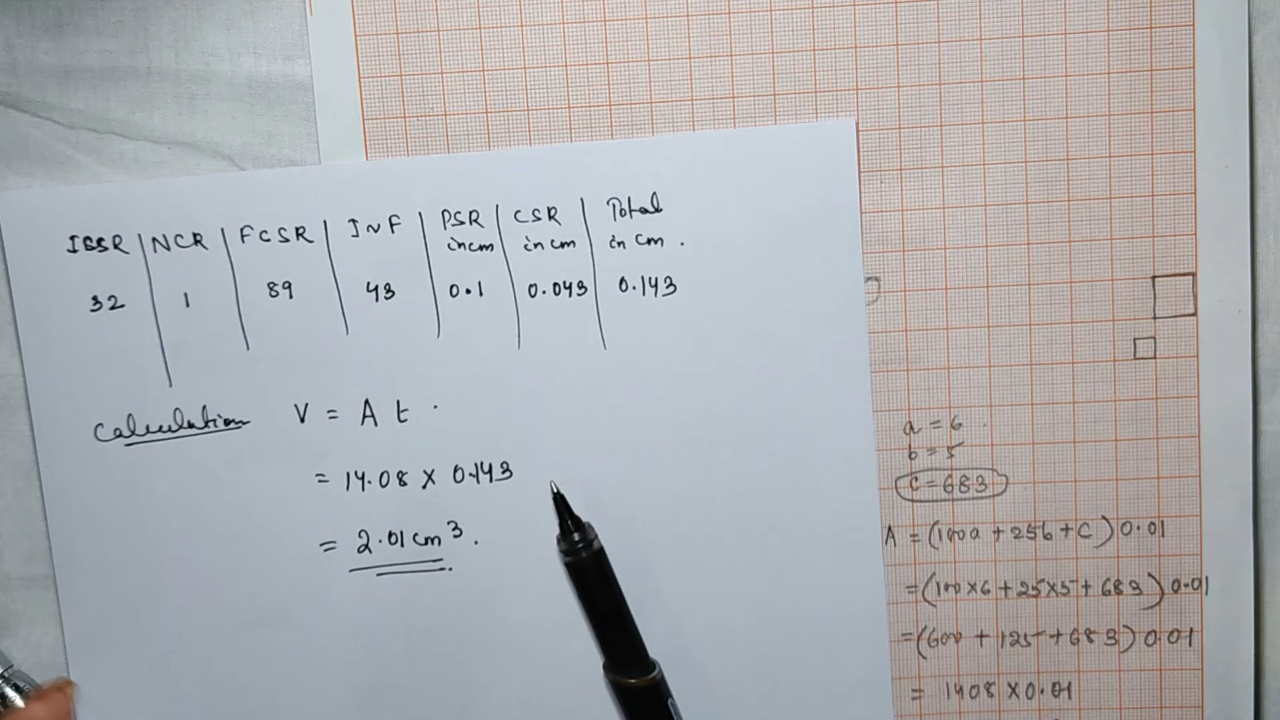 ICSR NCR FCSR INF PSR in cm CSR in cm Total in cm.
32 1 89 43 0.1 0.043 0.143
Calculation V = A t.
= 14.08 x 0.143
= 2.01 cm³.
a = 6
b = 5
c = 683
A = (100a + 25b + c) 0.01
= (100 x 6 + 25 x 5 + 683) 0.01
= (600 + 125 + 683) 0.01
= 1408 x 0.01